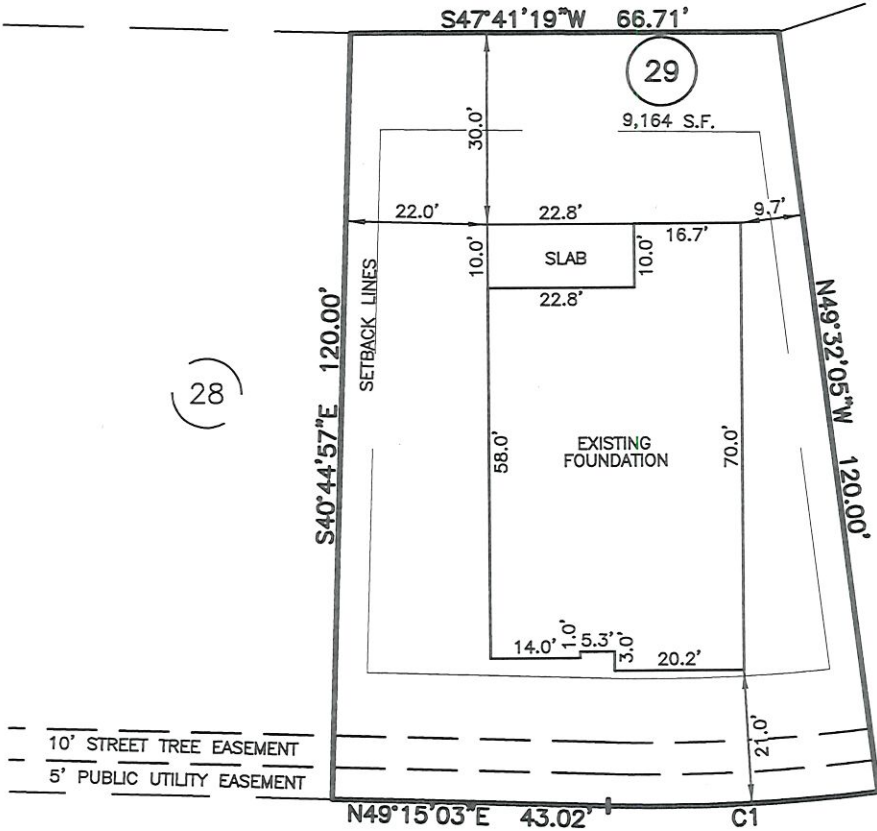 S47°41'19"W 66.71'
29
9,164 S.F.
30.0'
22.0'
22.8'
9.7'
16.7'
10.0'
SLAB
10.0'
22.8'
SETBACK LINES
S40°44'57"E 120.00'
N49°32'05"W 120.00'
28
58.0'
EXISTING
FOUNDATION
70.0'
14.0'
1.0'
5.3'
3.0'
20.2'
21.0'
10' STREET TREE EASEMENT
5' PUBLIC UTILITY EASEMENT
N49°15'03"E 43.02'
C1